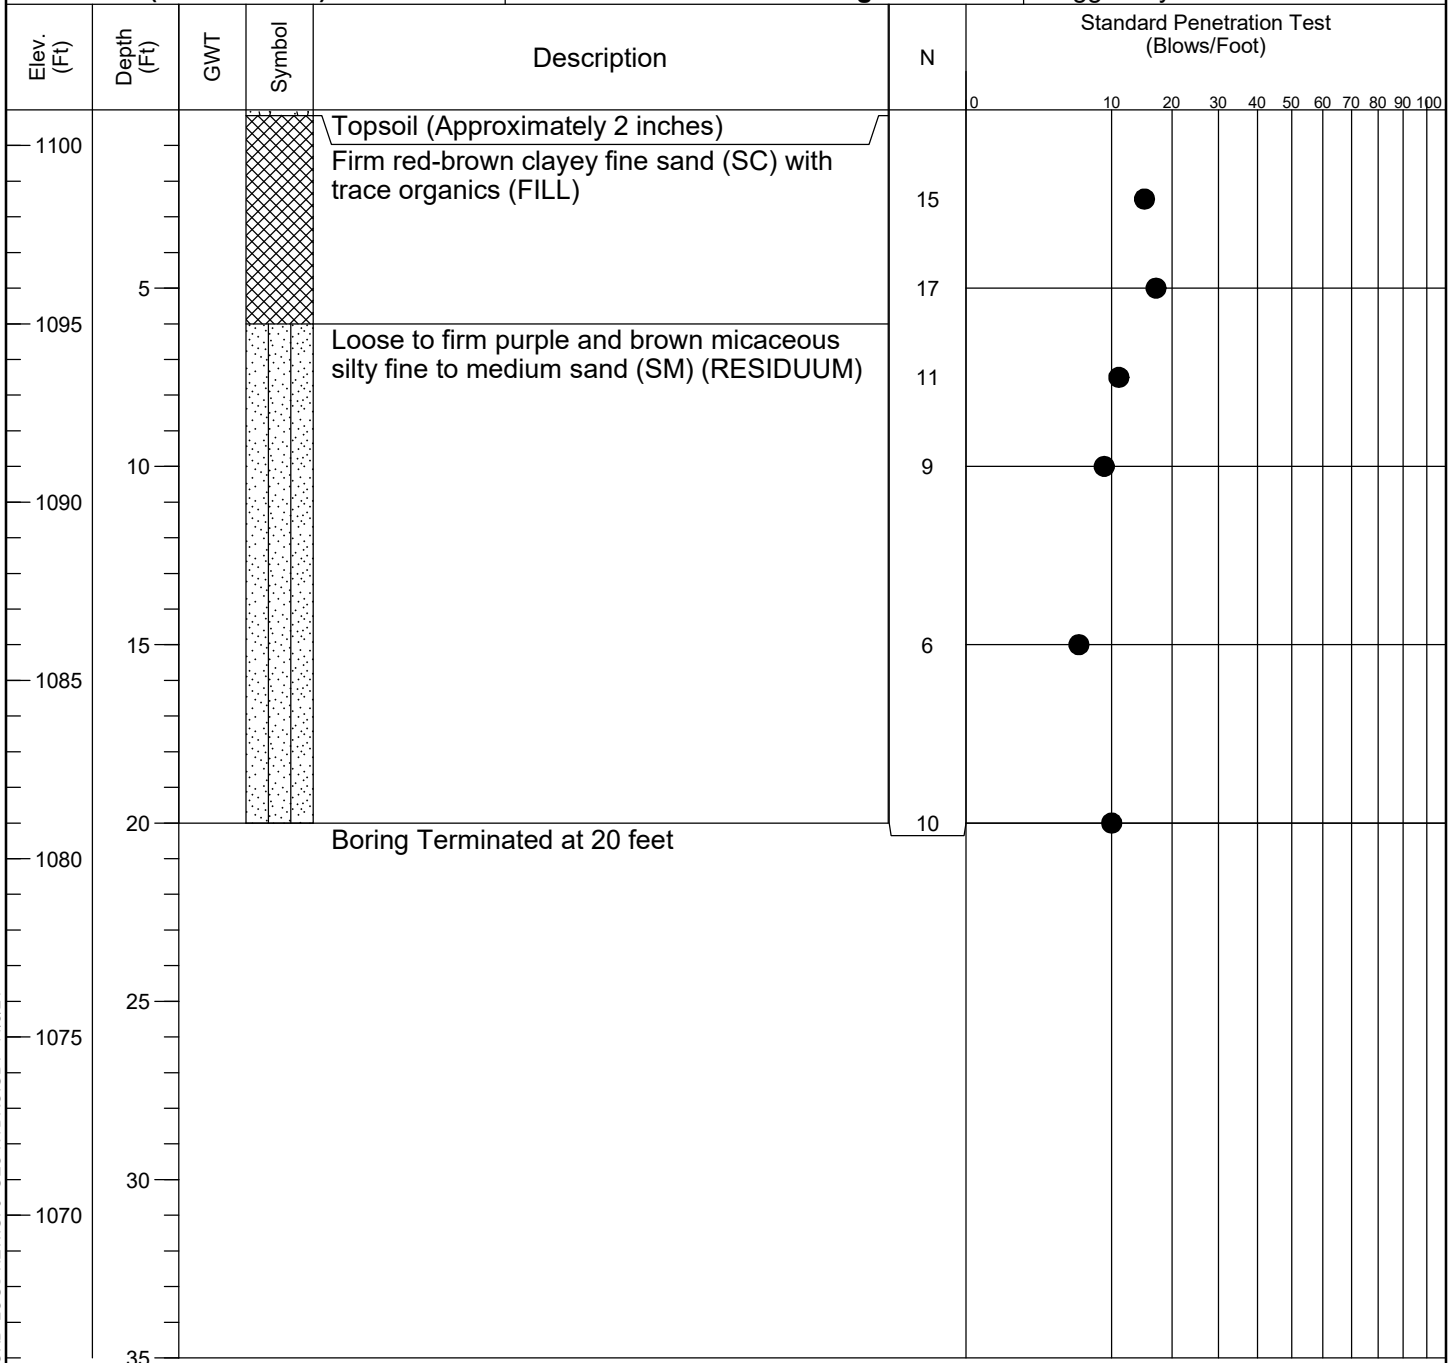 Elev.
(Ft)
Depth
(Ft)
GWT
Symbol
Description
N
Standard Penetration Test
(Blows/Foot)
0 10 20 30 40 50 60 70 80 90 100
Topsoil (Approximately 2 inches)
1100
Firm red-brown clayey fine sand (SC) with
trace organics (FILL)
15
5 17
1095
Loose to firm purple and brown micaceous
silty fine to medium sand (SM) (RESIDUUM)
11
10 9
1090
15 6
1085
20 10
Boring Terminated at 20 feet
1080
25
1075
30
1070
35